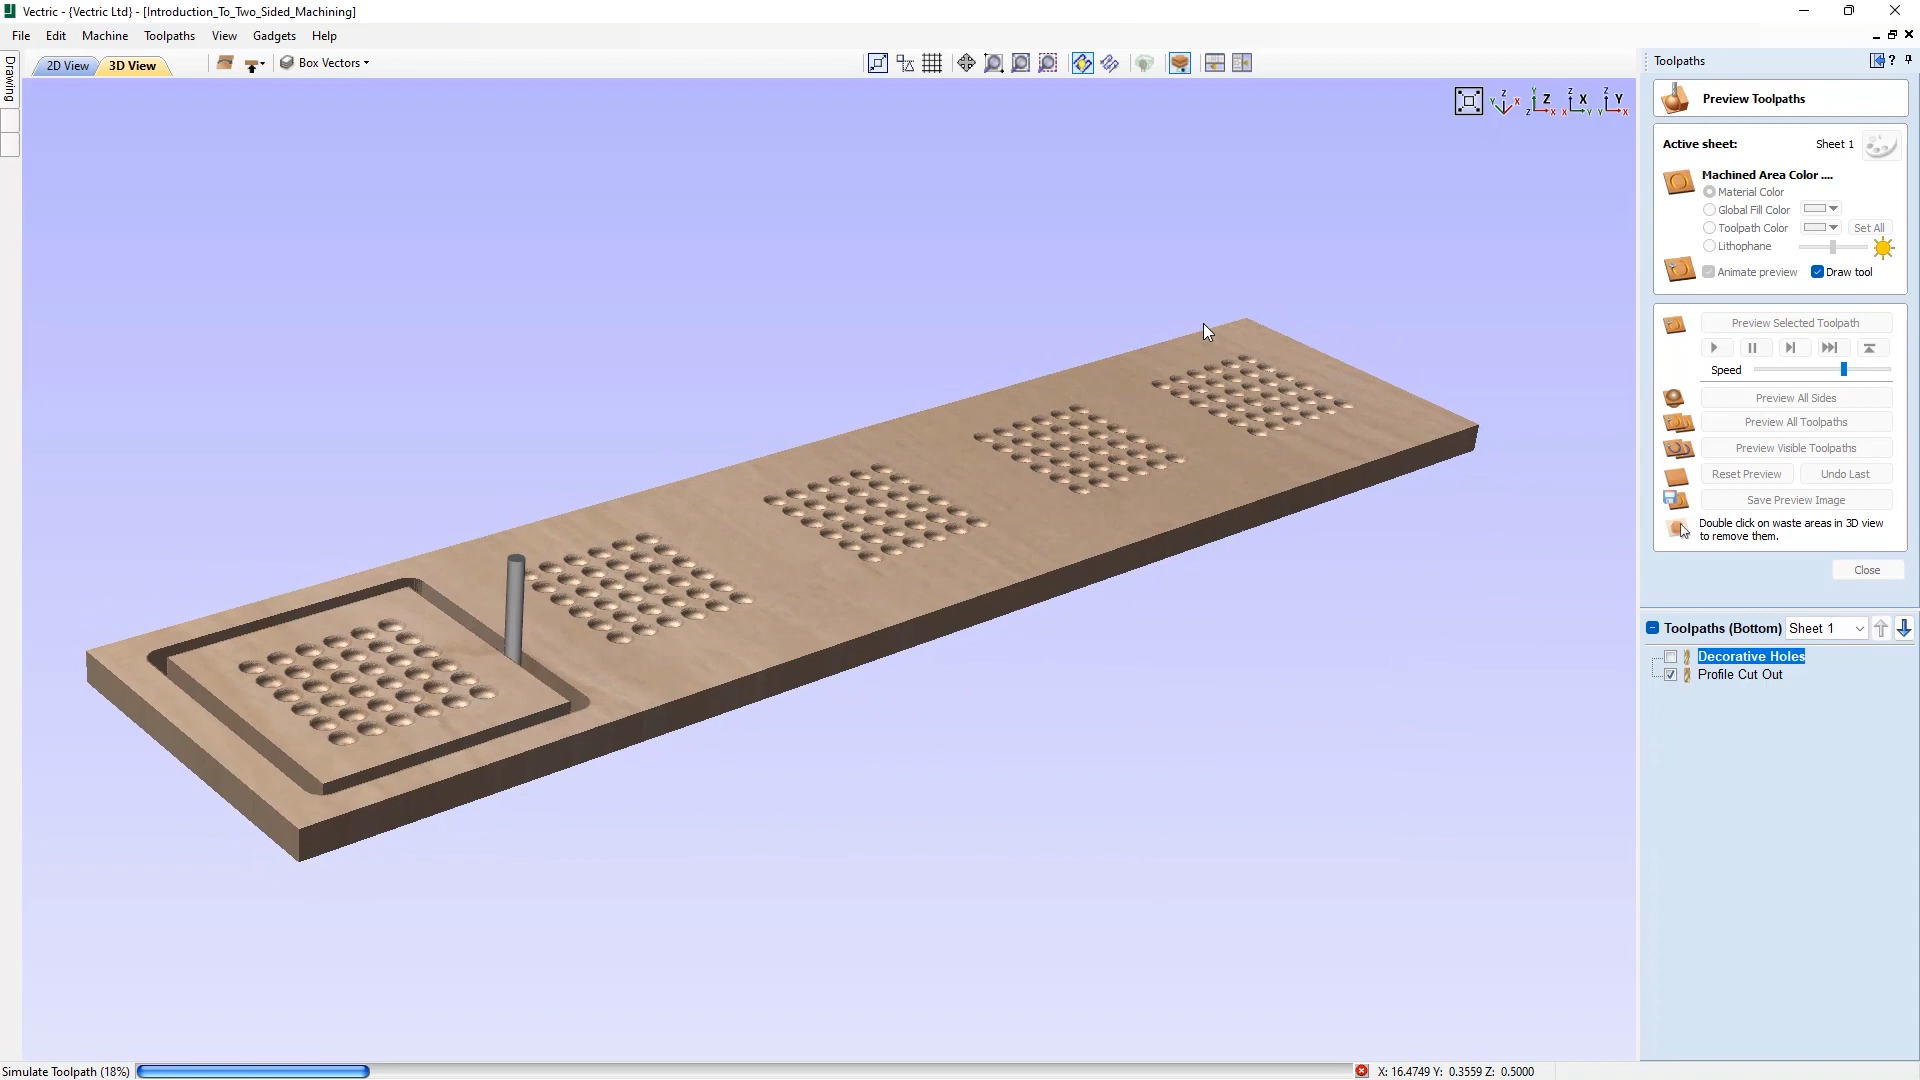 Vectric - {Vectric Ltd} - [Introduction_To_Two_Sided_Machining]
File Edit Machine Toolpaths View Gadgets Help
Drawing
2D View 3D View Box Vectors
Toolpaths ?
Preview Toolpaths
Active sheet: Sheet 1
Machined Area Color ....
Material Color
Global Fill Color
Toolpath Color Set All
Lithophane
Animate preview Draw tool
Preview Selected Toolpath
Speed
Preview All Sides
Preview All Toolpaths
Preview Visible Toolpaths
Reset Preview Undo Last
Save Preview Image
Double click on waste areas in 3D view
to remove them.
Close
Toolpaths (Bottom) Sheet 1
Decorative Holes
Profile Cut Out
Simulate Toolpath (18%) X: 16.4749 Y: 0.3559 Z: 0.5000